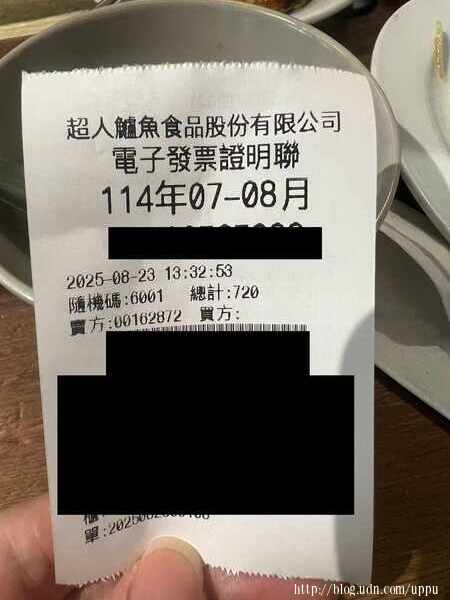 超人鱸魚食品股份有限公司
電子發票證明聯
114年07-08月
2025-08-23 13:32:53
隨機碼:6001 總計:720
賣方:00162872 買方:
http://blog.udn.com/uppu